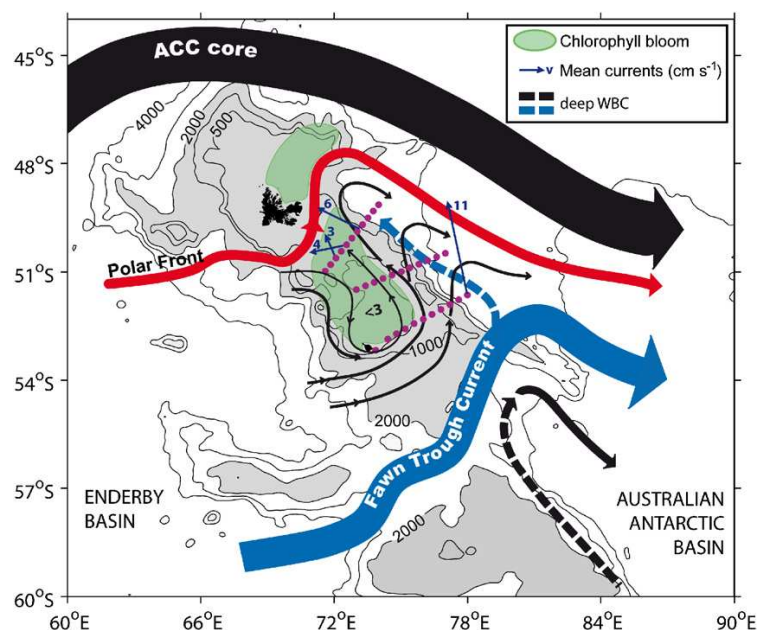 45°S
48°S
51°S
54°S
57°S
60°S
60°E
66°E
72°E
78°E
84°E
90°E
ACC core
Chlorophyll bloom
v Mean currents (cm s⁻¹)
deep WBC
4000
2000
500
6
3
4
11
Polar Front
<3
1000
2000
Fawn Trough Current
ENDERBY
BASIN
2000
AUSTRALIAN
ANTARCTIC
BASIN